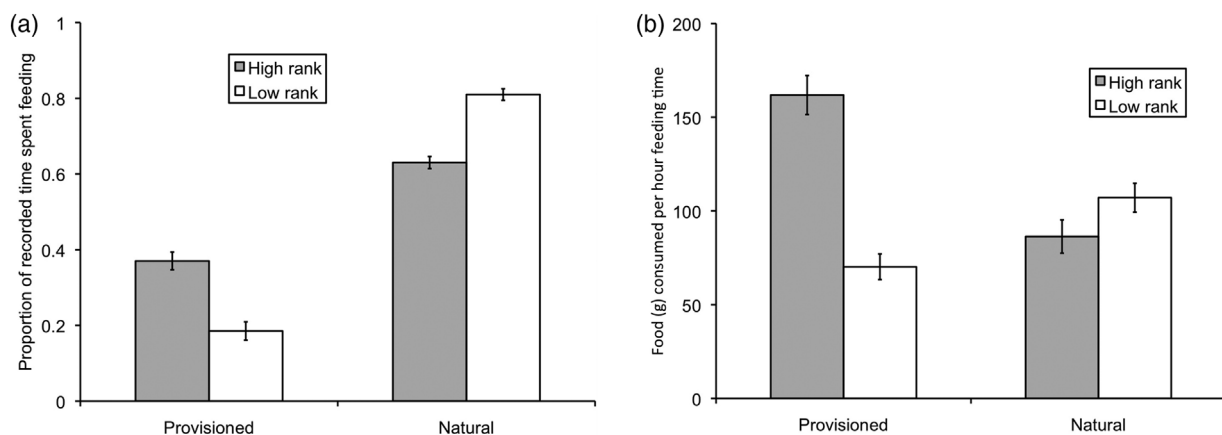 (a)
Proportion of recorded time spent feeding
1
0.8
0.6
0.4
0.2
0
High rank
Low rank
Provisioned
Natural
(b)
Food (g) consumed per hour feeding time
200
150
100
50
0
High rank
Low rank
Provisioned
Natural